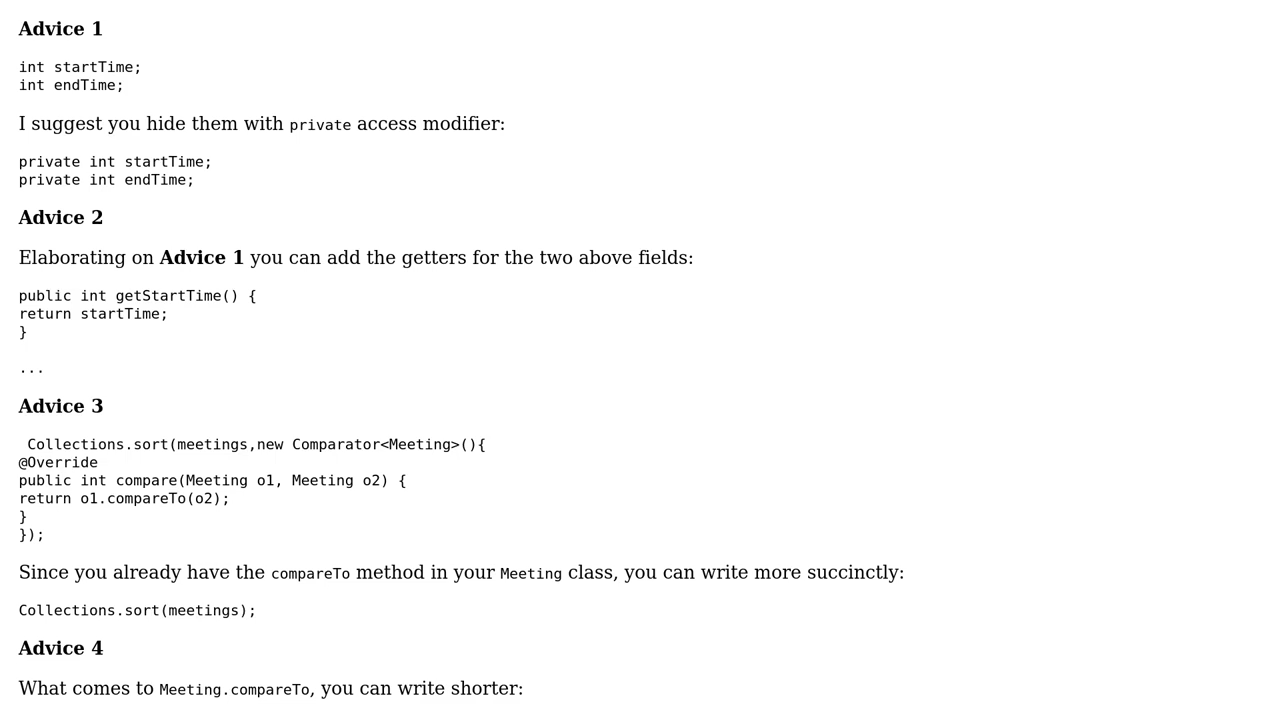 Advice 1
int startTime;
int endTime;
I suggest you hide them with private access modifier:
private int startTime;
private int endTime;
Advice 2
Elaborating on Advice 1 you can add the getters for the two above fields:
public int getStartTime() {
return startTime;
}
...
Advice 3
Collections.sort(meetings,new Comparator<Meeting>(){
@Override
public int compare(Meeting o1, Meeting o2) {
return o1.compareTo(o2);
}
});
Since you already have the compareTo method in your Meeting class, you can write more succinctly:
Collections.sort(meetings);
Advice 4
What comes to Meeting.compareTo, you can write shorter: